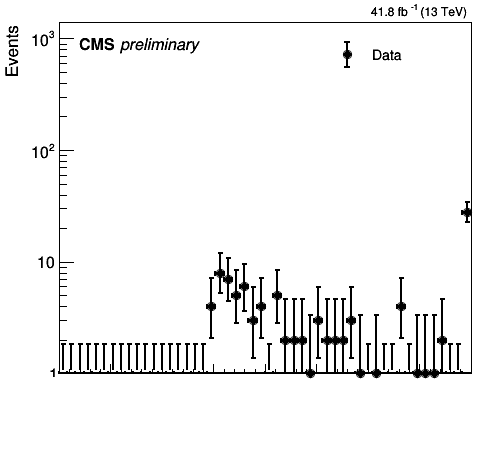 41.8 fb⁻¹ (13 TeV)
Events
10³
CMS preliminary
Data
10²
10
1